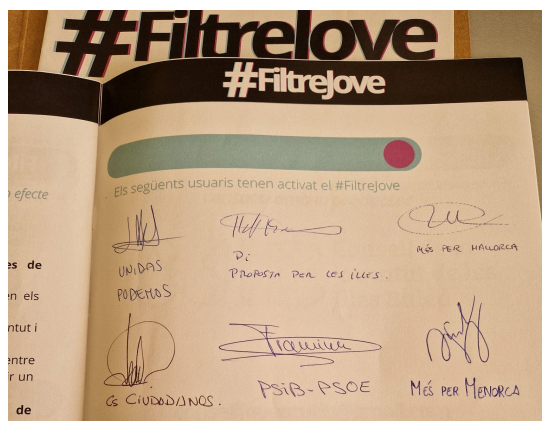 #FiltreJove
#FiltreJove
Els següents usuaris tenen activat el #FiltreJove
efecte
es de
en els
ntut i
entre
ir un
de
UNIDAS
PODEMOS
Pi
PROPOSTA PER LES ILLES.
MÉS PER MALLORCA
Cs CIUDADANOS.
PSIB-PSOE
MÉS PER MENORCA